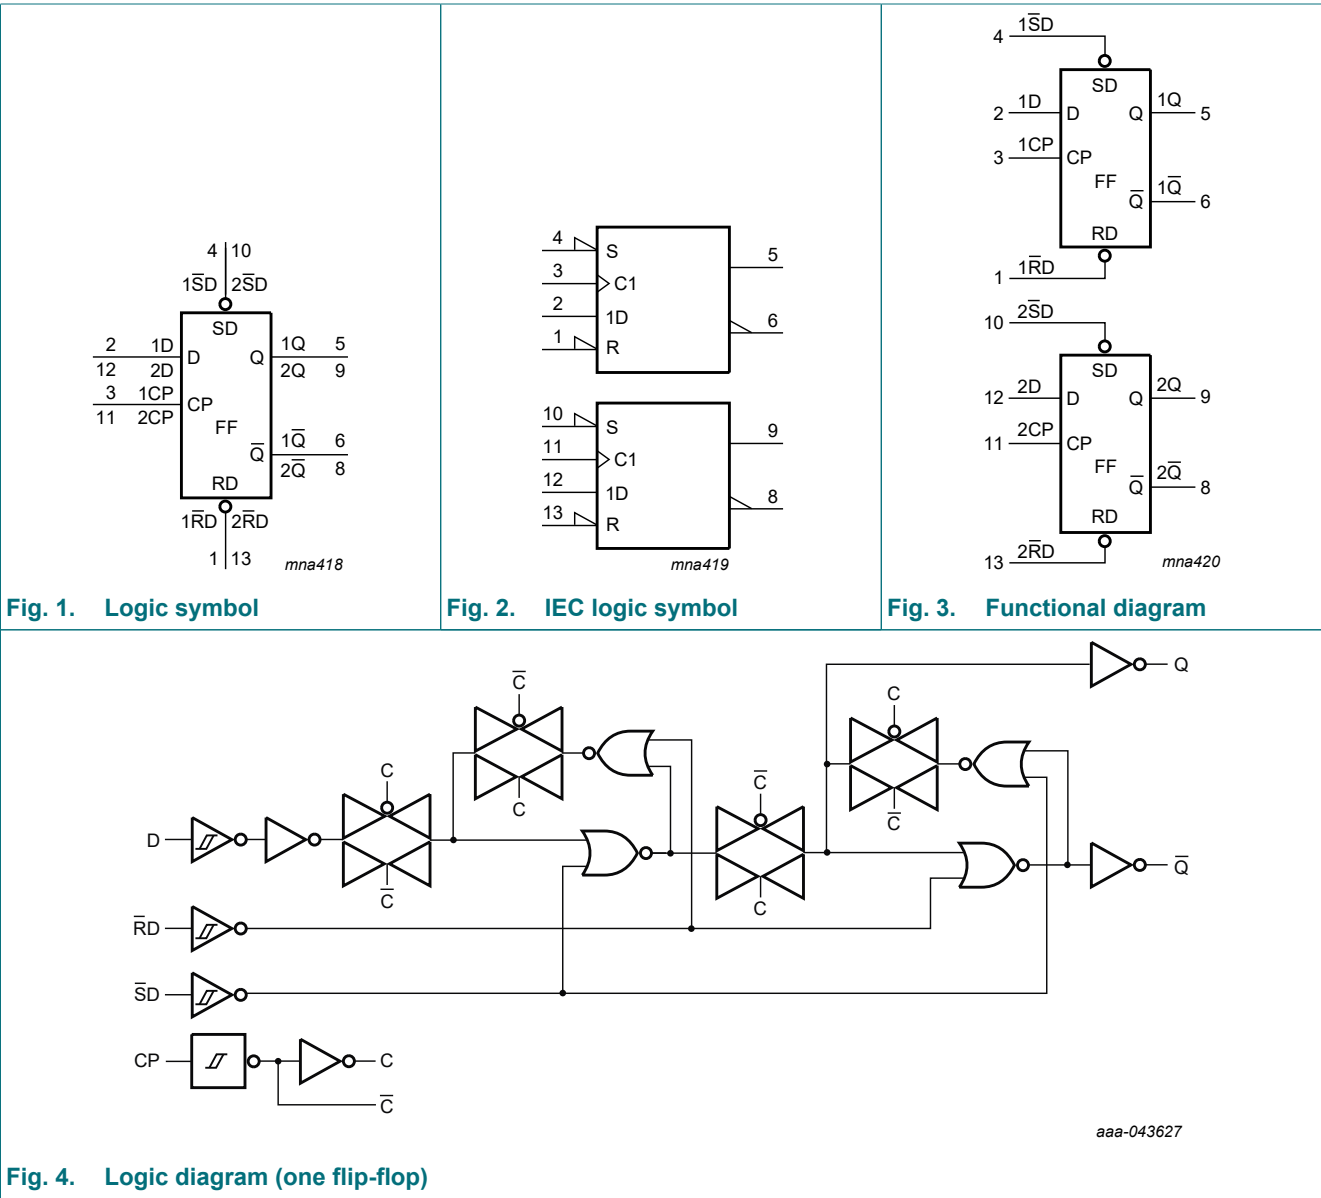 4 10
1S̅D 2S̅D
SD
2 1D D Q 1Q 5
12 2D 2Q 9
3 1CP CP
11 2CP
FF
Q̅ 1Q̅ 6
2Q̅ 8
RD
1R̅D 2R̅D
1 13
mna418
Fig. 1. Logic symbol
4 S 5
3 C1
2 1D 6
1 R
10 S 9
11 C1
12 1D 8
13 R
mna419
Fig. 2. IEC logic symbol
4 1S̅D
SD
2 1D D Q 1Q 5
3 1CP CP
FF
Q̅ 1Q̅ 6
RD
1 1R̅D
10 2S̅D
SD
12 2D D Q 2Q 9
11 2CP CP
FF
Q̅ 2Q̅ 8
RD
13 2R̅D
mna420
Fig. 3. Functional diagram
Q
C̅
C
C
C̅
C
C̅
D
C̅
C
C̅
Q̅
R̅D
S̅D
CP
C
C̅
aaa-043627
Fig. 4. Logic diagram (one flip-flop)